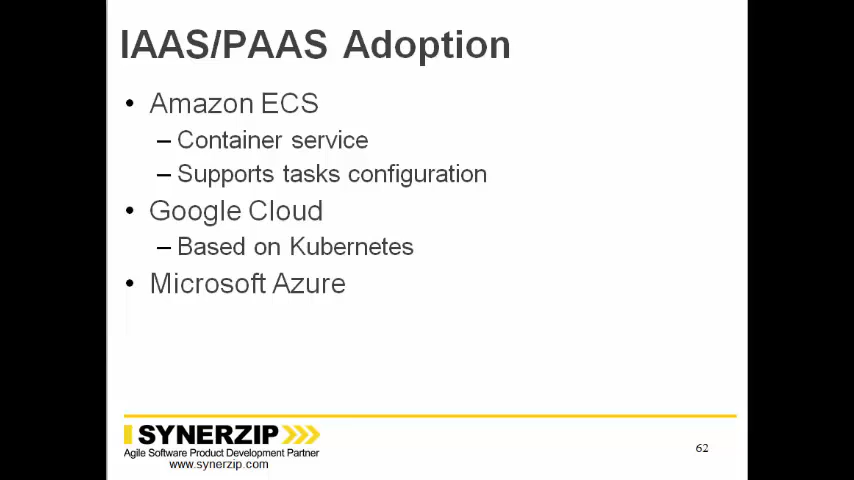 IAAS/PAAS Adoption
• Amazon ECS
– Container service
– Supports tasks configuration
• Google Cloud
– Based on Kubernetes
• Microsoft Azure
SYNERZIP
Agile Software Product Development Partner
www.synerzip.com
62